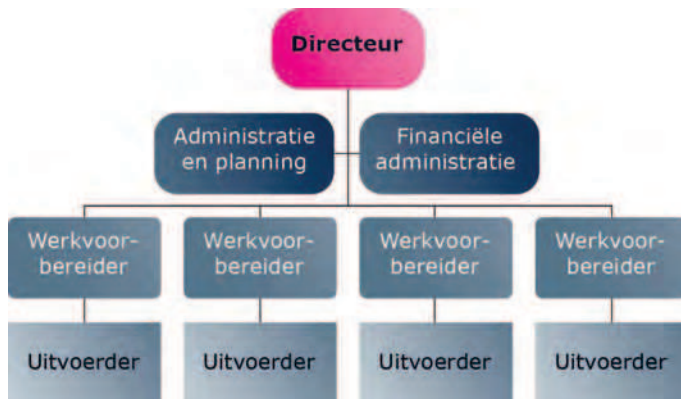 Directeur
Administratie
en planning
Financiële
administratie
Werkvoor-
bereider
Werkvoor-
bereider
Werkvoor-
bereider
Werkvoor-
bereider
Uitvoerder
Uitvoerder
Uitvoerder
Uitvoerder